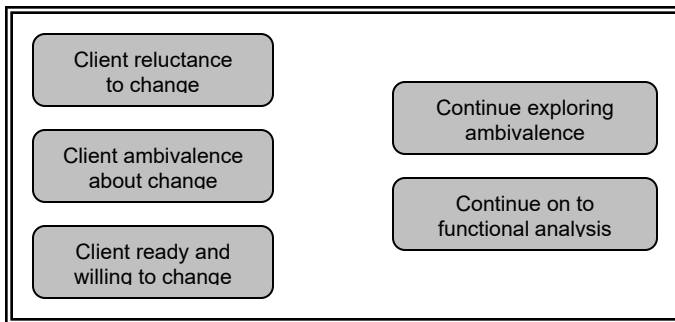 Client reluctance
to change
Client ambivalence
about change
Client ready and
willing to change
Continue exploring
ambivalence
Continue on to
functional analysis